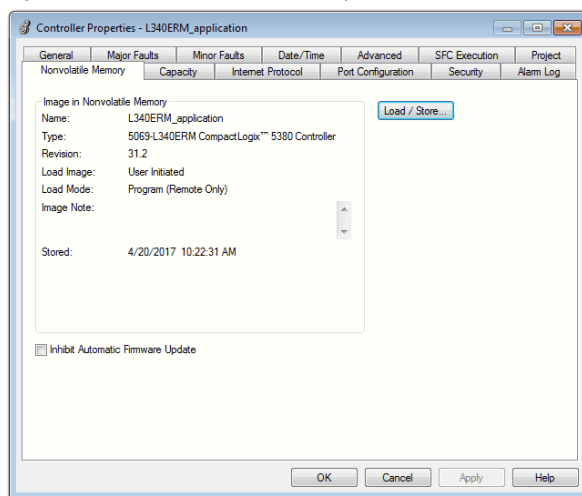 Controller Properties - L340ERM_application
General Major Faults Minor Faults Date/Time Advanced SFC Execution Project
Nonvolatile Memory Capacity Internet Protocol Port Configuration Security Alarm Log
Image in Nonvolatile Memory
Name: L340ERM_application
Type: 5069-L340ERM CompactLogix™ 5380 Controller
Revision: 31.2
Load Image: User Initiated
Load Mode: Program (Remote Only)
Image Note:
Stored: 4/20/2017 10:22:31 AM
Load / Store...
Inhibit Automatic Firmware Update
OK Cancel Apply Help